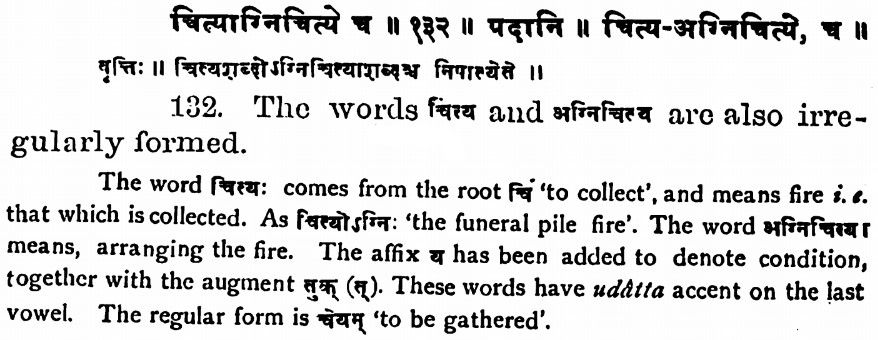 चित्याग्निचित्ये च ॥ १३२ ॥ पदानि ॥ चित्य-अग्निचित्ये, च ॥
वृत्तिः ॥ चित्यशब्दोऽग्निचित्याशब्दश्च निपात्येते ॥
132. The words चित्य and अग्निचित्य are also irre-
gularly formed.
The word चित्यः comes from the root चिं 'to collect', and means fire i. e.
that which is collected. As चित्योऽग्निः 'the funeral pile fire'. The word अग्निचित्या
means, arranging the fire. The affix य has been added to denote condition,
together with the augment तुक् (त्). These words have udâtta accent on the last
vowel. The regular form is चेयम् 'to be gathered'.